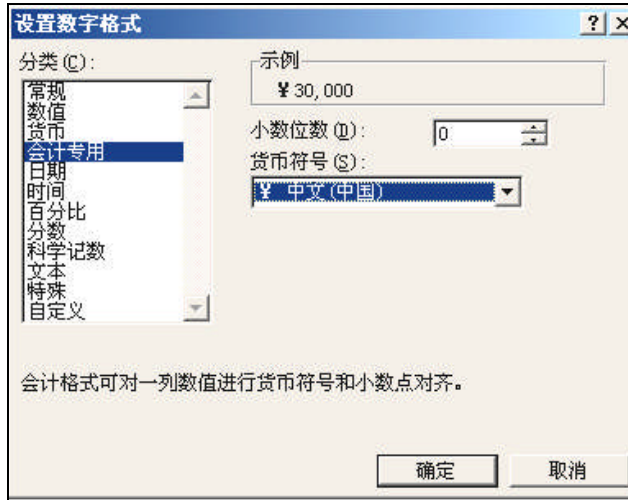 设置数字格式
分类(C):
常规
数值
货币
会计专用
日期
时间
百分比
分数
科学记数
文本
特殊
自定义
示例
¥30,000
小数位数(D):
0
货币符号(S):
¥ 中文(中国)
会计格式可对一列数值进行货币符号和小数点对齐。
确定
取消